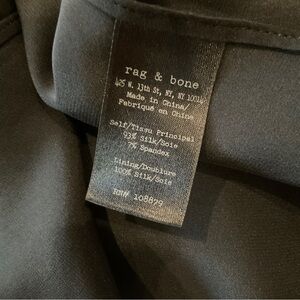 rag & bone
425 W. 13th St, NY, NY 10014
Made in China/
Fabriqué en Chine
Self/Tissu Principal
93% Silk/Soie
7% Spandex
Lining/Doublure
100% Silk/Soie
RN# 108879